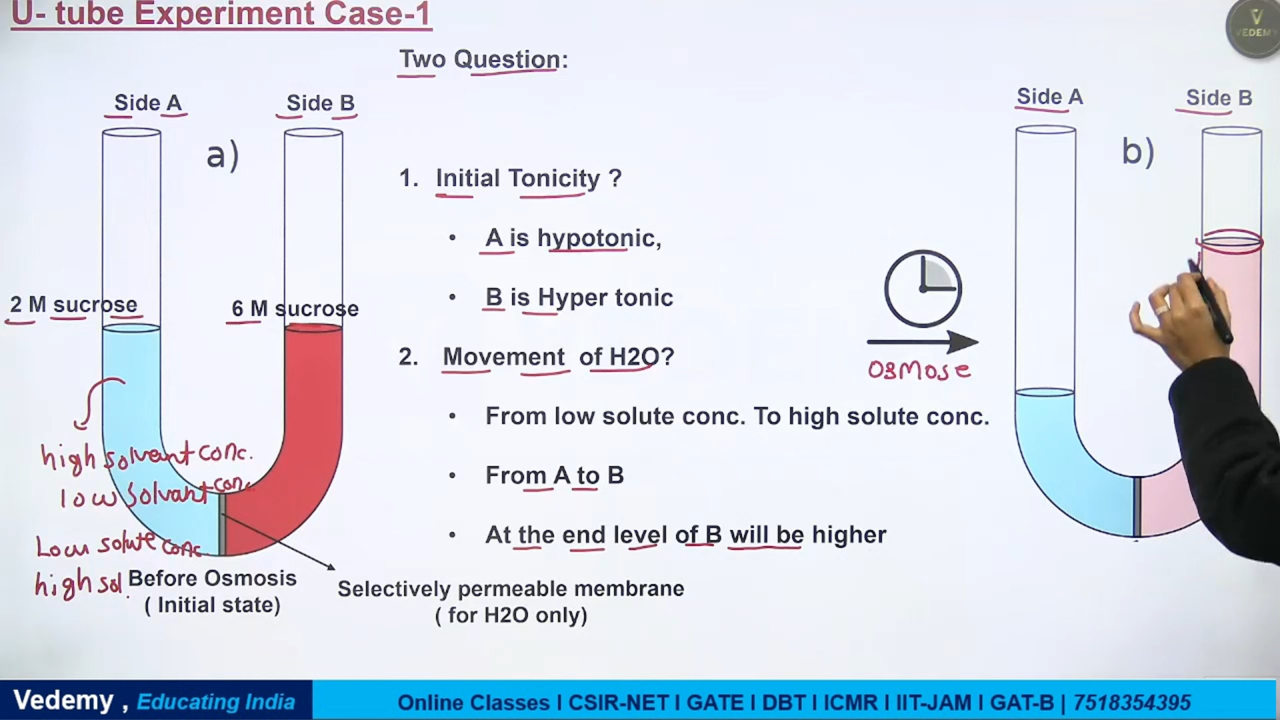 U- tube Experiment Case-1
VEDEMY
Two Question:
Side A
Side B
a)
2 M sucrose
6 M sucrose
high solvent conc.
low solvant conc
Low solute conc
high sol.
Before Osmosis
( Initial state)
Selectively permeable membrane
( for H2O only)
1. Initial Tonicity ?
• A is hypotonic,
• B is Hyper tonic
2. Movement of H2O?
• From low solute conc. To high solute conc.
• From A to B
• At the end level of B will be higher
OSMOSE
Side A
Side B
b)
Vedemy , Educating India
Online Classes I CSIR-NET I GATE I DBT I ICMR I IIT-JAM I GAT-B | 7518354395